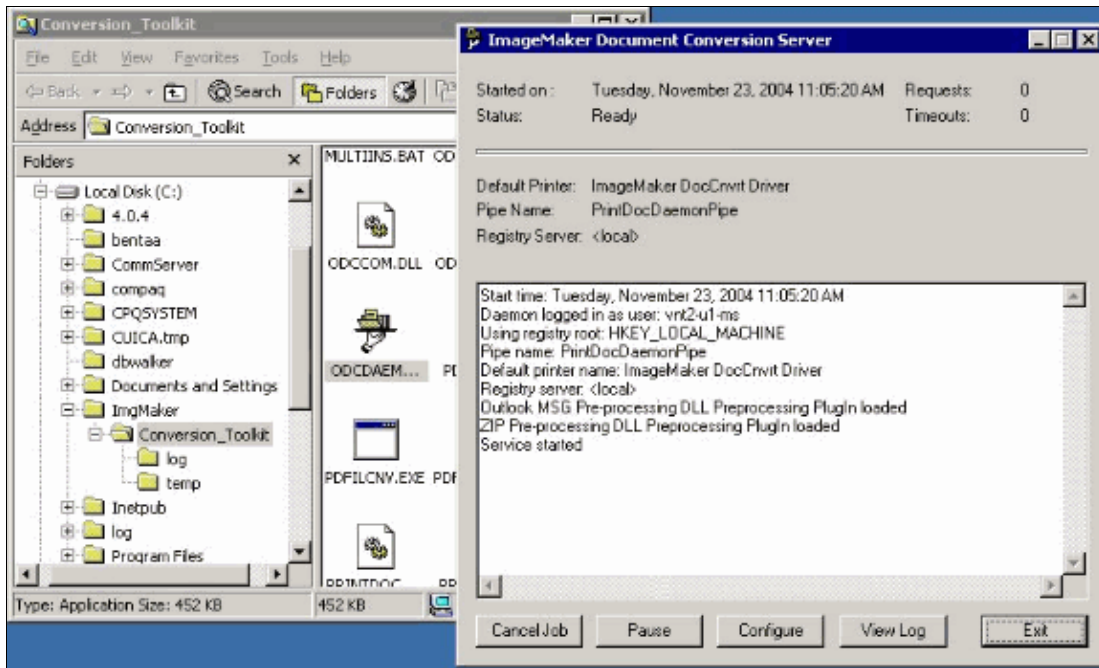 Conversion_Toolkit
File Edit View Favorites Tools Help
Back Search Folders
Address Conversion_Toolkit
Folders
Local Disk (C:)
4.0.4
bentaa
CommServer
compaq
CPQSYSTEM
CUICA.tmp
dbwalker
Documents and Settings
ImgMaker
Conversion_Toolkit
log
temp
Inetpub
log
Program Files
MULTIINS.BAT OD
ODCCOM.DLL OD
ODCDAEM... PI
PDFILCNV.EXE PDF
Type: Application Size: 452 KB
452 KB
ImageMaker Document Conversion Server
Started on : Tuesday, November 23, 2004 11:05:20 AM Requests: 0
Status: Ready Timeouts: 0
Default Printer: ImageMaker DocCnvrt Driver
Pipe Name: PrintDocDaemonPipe
Registry Server: <local>
Start time: Tuesday, November 23, 2004 11:05:20 AM
Daemon logged in as user: vnt2-u1-ms
Using registry root: HKEY_LOCAL_MACHINE
Pipe name: PrintDocDaemonPipe
Default printer name: ImageMaker DocCnvrt Driver
Registry server: <local>
Outlook MSG Pre-processing DLL Preprocessing PlugIn loaded
ZIP Pre-processing DLL Preprocessing PlugIn loaded
Service started
Cancel Job Pause Configure View Log Exit